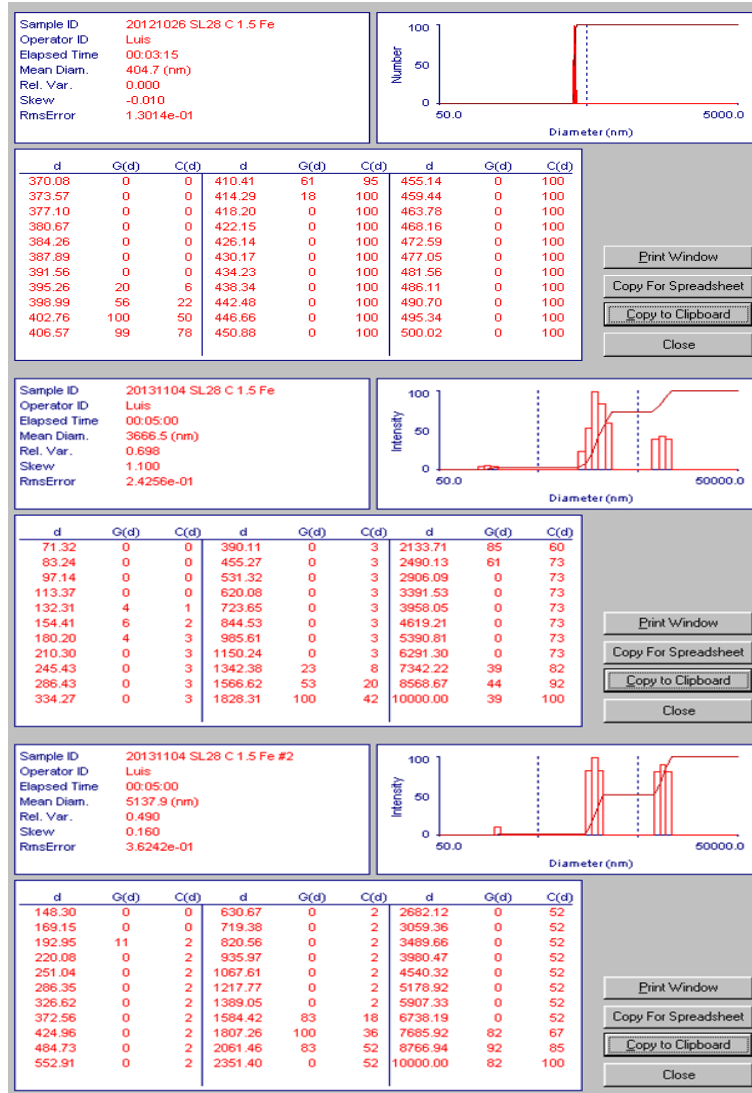 Sample ID 20121026 SL28 C 1.5 Fe
Operator ID Luis
Elapsed Time 00:03:15
Mean Diam. 404.7 (nm)
Rel. Var. 0.000
Skew -0.010
RmsError 1.3014e-01
100
50
0
Number
50.0 5000.0
Diameter (nm)
d G(d) C(d) d G(d) C(d) d G(d) C(d)
370.08 0 0 410.41 61 95 455.14 0 100
373.57 0 0 414.29 18 100 459.44 0 100
377.10 0 0 418.20 0 100 463.78 0 100
380.67 0 0 422.15 0 100 468.16 0 100
384.26 0 0 426.14 0 100 472.59 0 100
387.89 0 0 430.17 0 100 477.05 0 100
391.56 0 0 434.23 0 100 481.56 0 100
395.26 20 6 438.34 0 100 486.11 0 100
398.99 56 22 442.48 0 100 490.70 0 100
402.76 100 50 446.66 0 100 495.34 0 100
406.57 99 78 450.88 0 100 500.02 0 100
Print Window
Copy For Spreadsheet
Copy to Clipboard
Close
Sample ID 20131104 SL28 C 1.5 Fe
Operator ID Luis
Elapsed Time 00:05:00
Mean Diam. 3666.5 (nm)
Rel. Var. 0.698
Skew 1.100
RmsError 2.4256e-01
100
50
0
Intensity
50.0 50000.0
Diameter (nm)
d G(d) C(d) d G(d) C(d) d G(d) C(d)
71.32 0 0 390.11 0 3 2133.71 85 60
83.24 0 0 455.27 0 3 2490.13 61 73
97.14 0 0 531.32 0 3 2906.09 0 73
113.37 0 0 620.08 0 3 3391.53 0 73
132.31 4 1 723.65 0 3 3958.05 0 73
154.41 6 2 844.53 0 3 4619.21 0 73
180.20 4 3 985.61 0 3 5390.81 0 73
210.30 0 3 1150.24 0 3 6291.30 0 73
245.43 0 3 1342.38 23 8 7342.22 39 82
286.43 0 3 1566.62 53 20 8568.67 44 92
334.27 0 3 1828.31 100 42 10000.00 39 100
Print Window
Copy For Spreadsheet
Copy to Clipboard
Close
Sample ID 20131104 SL28 C 1.5 Fe #2
Operator ID Luis
Elapsed Time 00:05:00
Mean Diam. 5137.9 (nm)
Rel. Var. 0.490
Skew 0.160
RmsError 3.6242e-01
100
50
0
Intensity
50.0 50000.0
Diameter (nm)
d G(d) C(d) d G(d) C(d) d G(d) C(d)
148.30 0 0 630.67 0 2 2682.12 0 52
169.15 0 0 719.38 0 2 3059.36 0 52
192.95 11 2 820.56 0 2 3489.66 0 52
220.08 0 2 935.97 0 2 3980.47 0 52
251.04 0 2 1067.61 0 2 4540.32 0 52
286.35 0 2 1217.77 0 2 5178.92 0 52
326.62 0 2 1389.05 0 2 5907.33 0 52
372.56 0 2 1584.42 83 18 6738.19 0 52
424.96 0 2 1807.26 100 36 7685.92 82 67
484.73 0 2 2061.46 83 52 8766.94 92 85
552.91 0 2 2351.40 0 52 10000.00 82 100
Print Window
Copy For Spreadsheet
Copy to Clipboard
Close